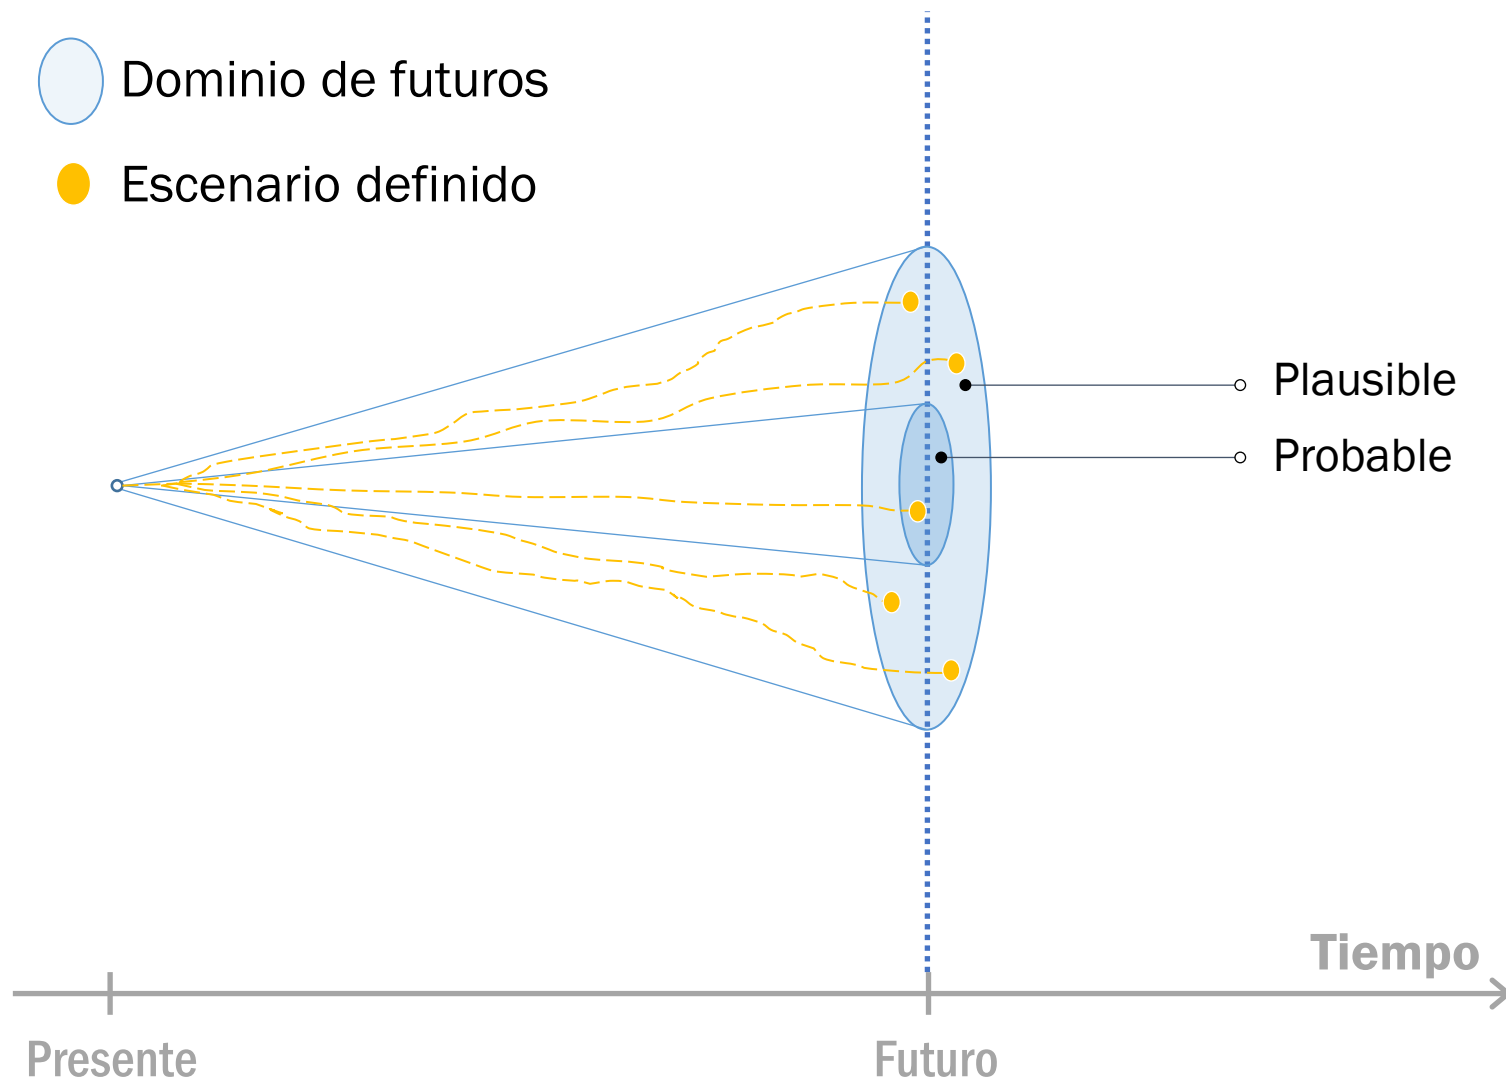 Dominio de futuros
Escenario definido
Plausible
Probable
Tiempo
Presente
Futuro